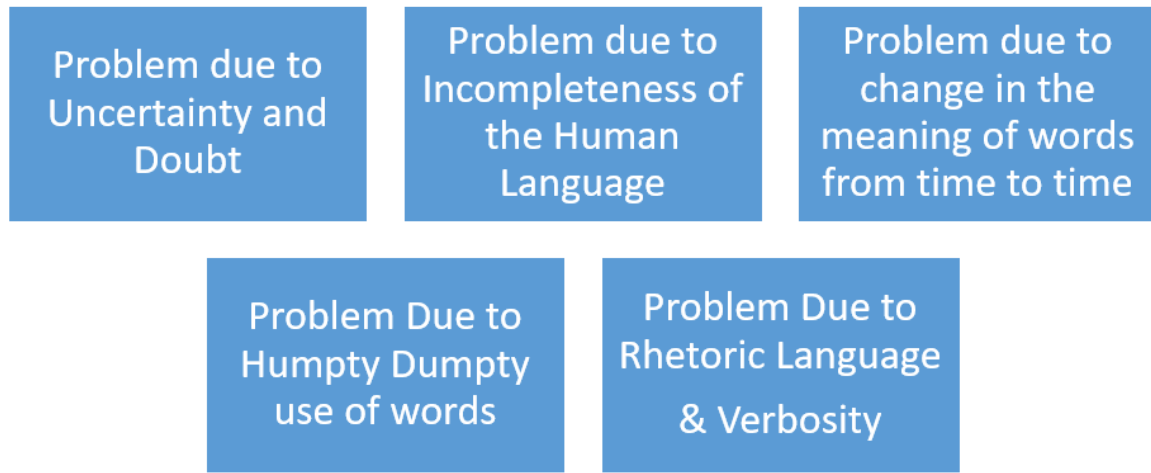 Problem due to
Uncertainty and
Doubt
Problem due to
Incompleteness of
the Human
Language
Problem due to
change in the
meaning of words
from time to time
Problem Due to
Humpty Dumpty
use of words
Problem Due to
Rhetoric Language
& Verbosity